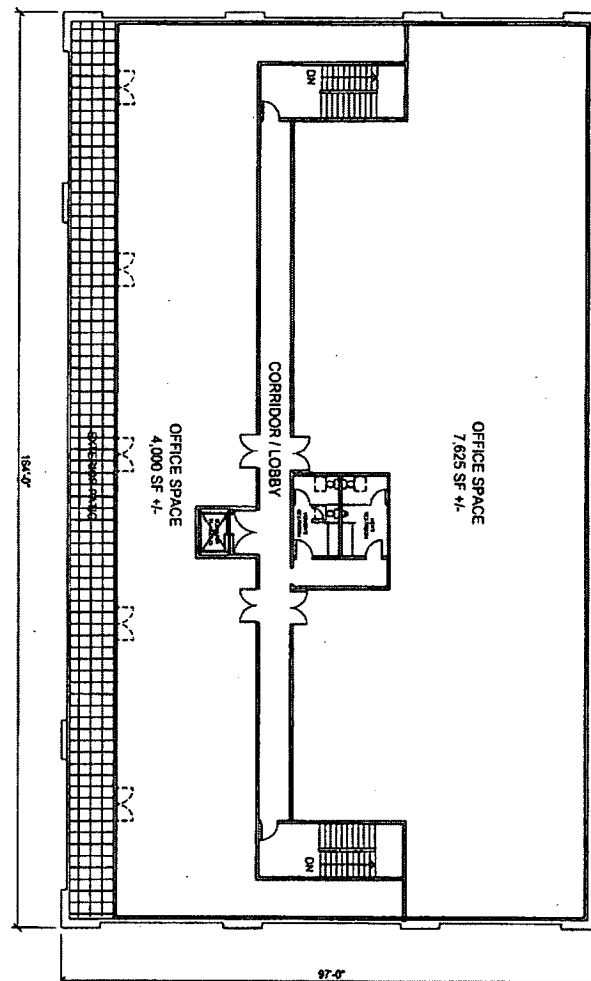 DN
CORRIDOR / LOBBY
OFFICE SPACE
7,625 SF +/-
OFFICE SPACE
4,000 SF +/-
164'-0"
DN
97'-0"